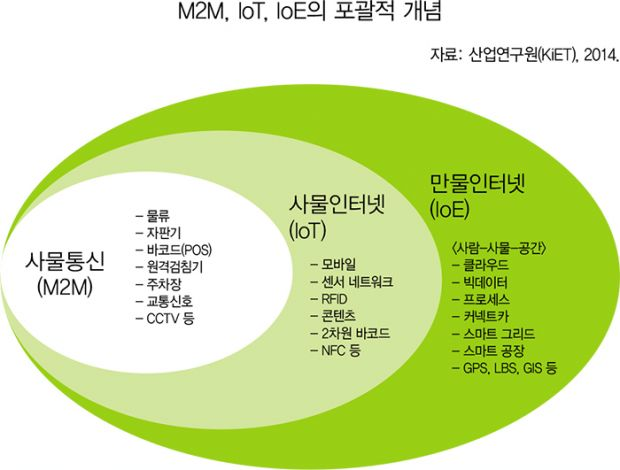 M2M, IoT, IoE의 포괄적 개념
자료: 산업연구원(KiET), 2014.
사물통신
(M2M)
– 물류
– 자판기
– 바코드(POS)
– 원격검침기
– 주차장
– 교통신호
– CCTV 등
사물인터넷
(IoT)
– 모바일
– 센서 네트워크
– RFID
– 콘텐츠
– 2차원 바코드
– NFC 등
만물인터넷
(IoE)
〈사람–사물–공간〉
– 클라우드
– 빅데이터
– 프로세스
– 커넥트카
– 스마트 그리드
– 스마트 공장
– GPS, LBS, GIS 등